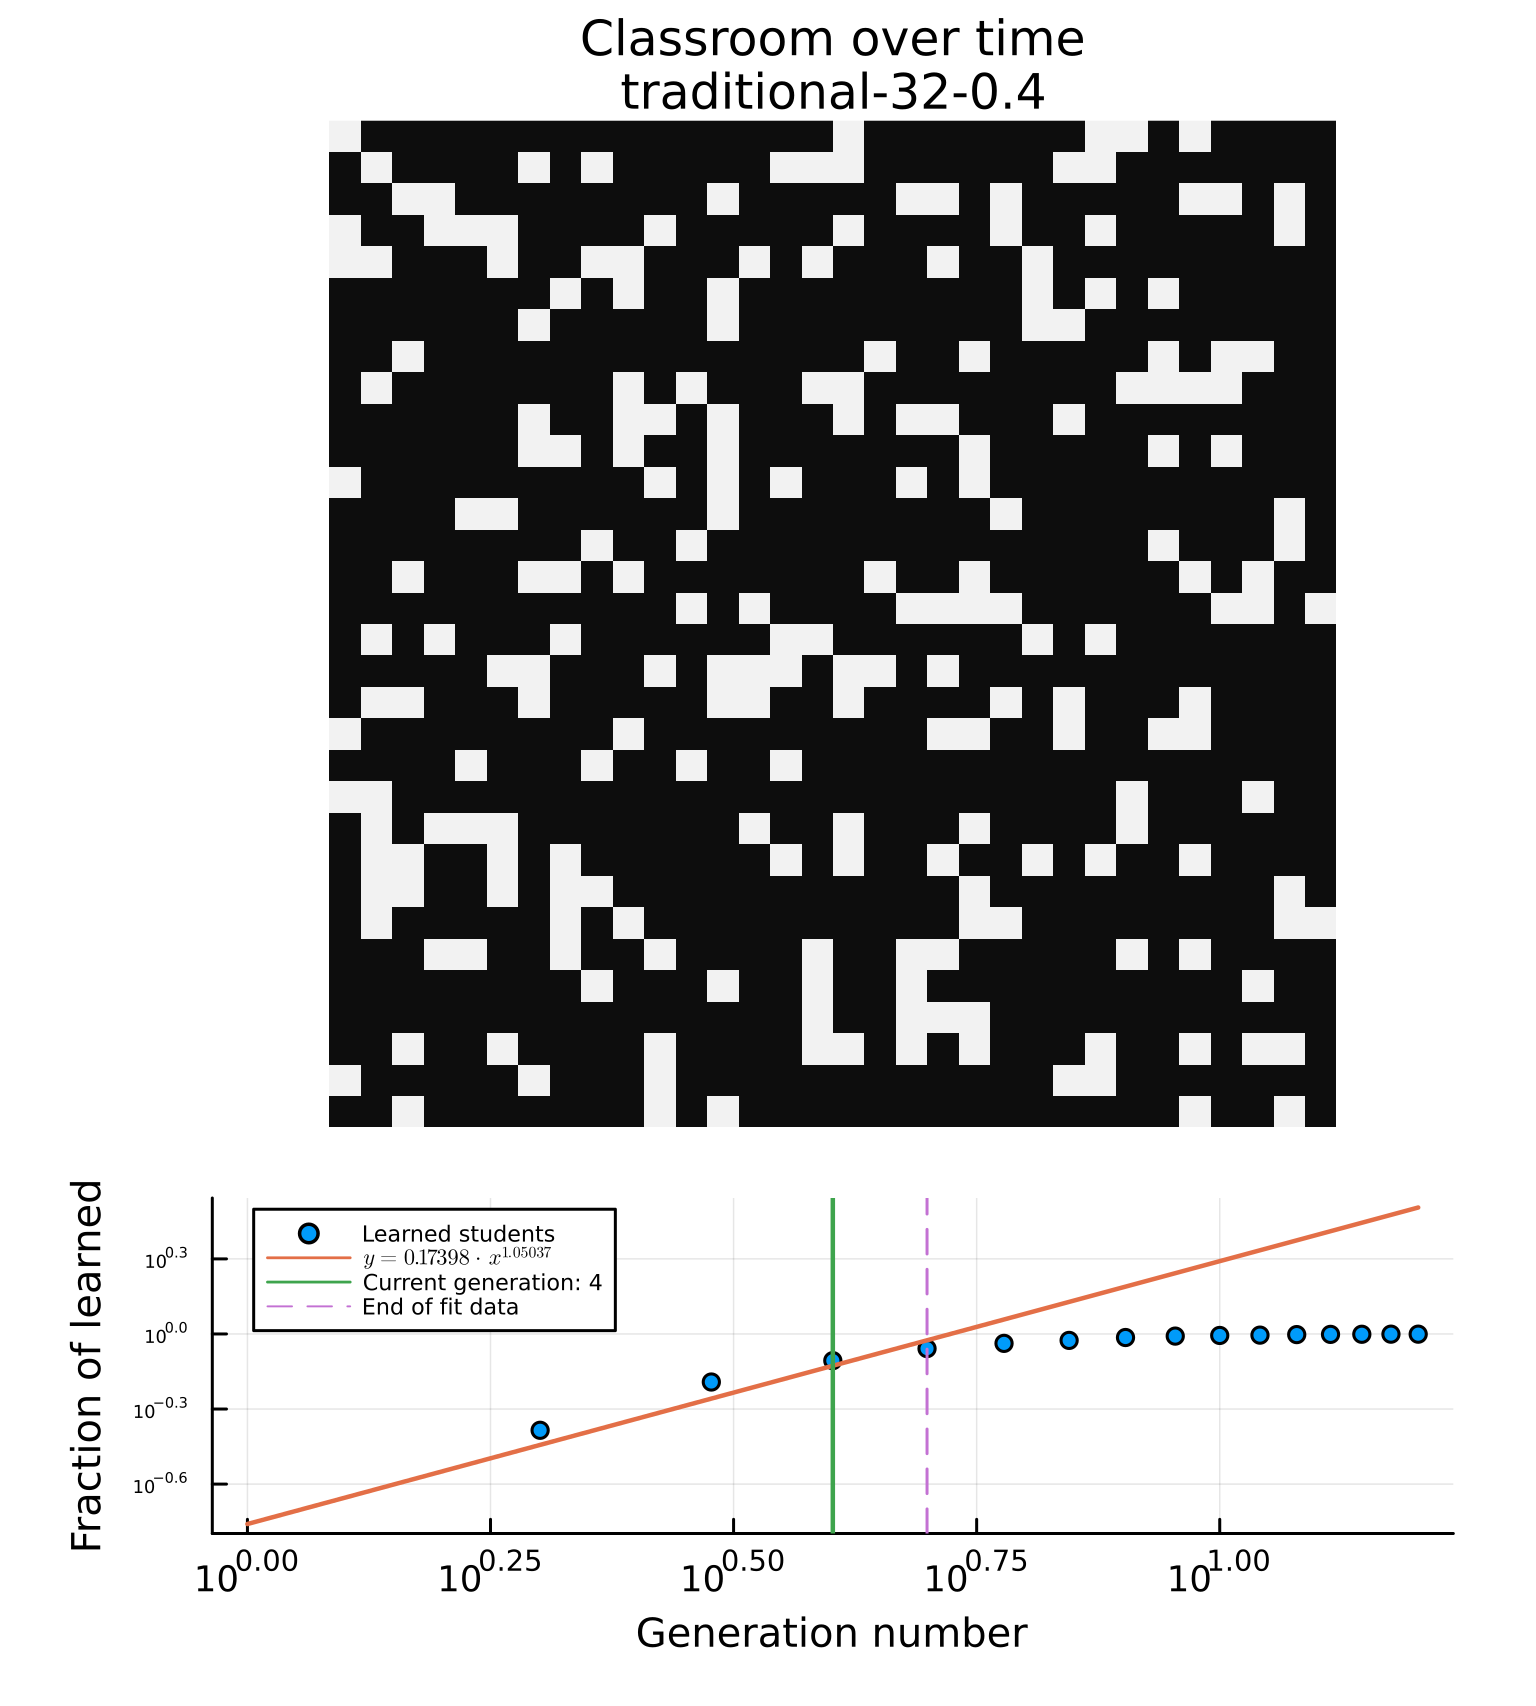 Classroom over time
traditional-32-0.4
Fraction of learned
10^0.3
10^0.0
10^−0.3
10^−0.6
Learned students
y = 0.17398 · x^1.05037
Current generation: 4
End of fit data
10^0.00 10^0.25 10^0.50 10^0.75 10^1.00
Generation number